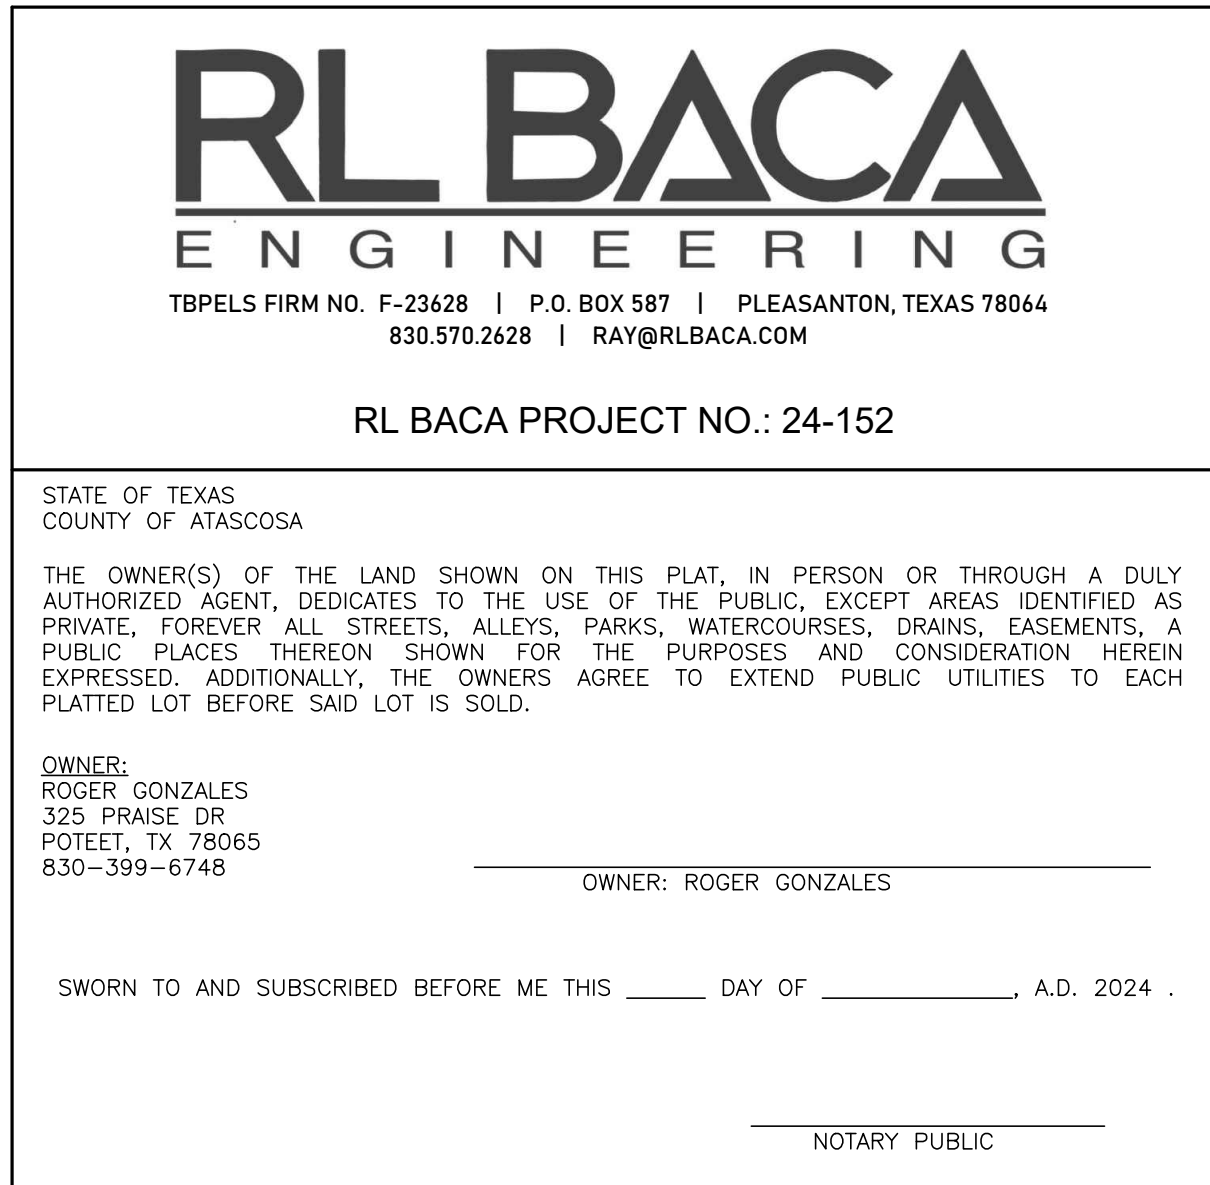 RL BACA
ENGINEERING
TBPELS FIRM NO. F-23628 | P.O. BOX 587 | PLEASANTON, TEXAS 78064
830.570.2628 | RAY@RLBACA.COM
RL BACA PROJECT NO.: 24-152
STATE OF TEXAS
COUNTY OF ATASCOSA
THE OWNER(S) OF THE LAND SHOWN ON THIS PLAT, IN PERSON OR THROUGH A DULY
AUTHORIZED AGENT, DEDICATES TO THE USE OF THE PUBLIC, EXCEPT AREAS IDENTIFIED AS
PRIVATE, FOREVER ALL STREETS, ALLEYS, PARKS, WATERCOURSES, DRAINS, EASEMENTS, A
PUBLIC PLACES THEREON SHOWN FOR THE PURPOSES AND CONSIDERATION HEREIN
EXPRESSED. ADDITIONALLY, THE OWNERS AGREE TO EXTEND PUBLIC UTILITIES TO EACH
PLATTED LOT BEFORE SAID LOT IS SOLD.
OWNER:
ROGER GONZALES
325 PRAISE DR
POTEET, TX 78065
830-399-6748
OWNER: ROGER GONZALES
SWORN TO AND SUBSCRIBED BEFORE ME THIS ______ DAY OF ______________, A.D. 2024 .
NOTARY PUBLIC